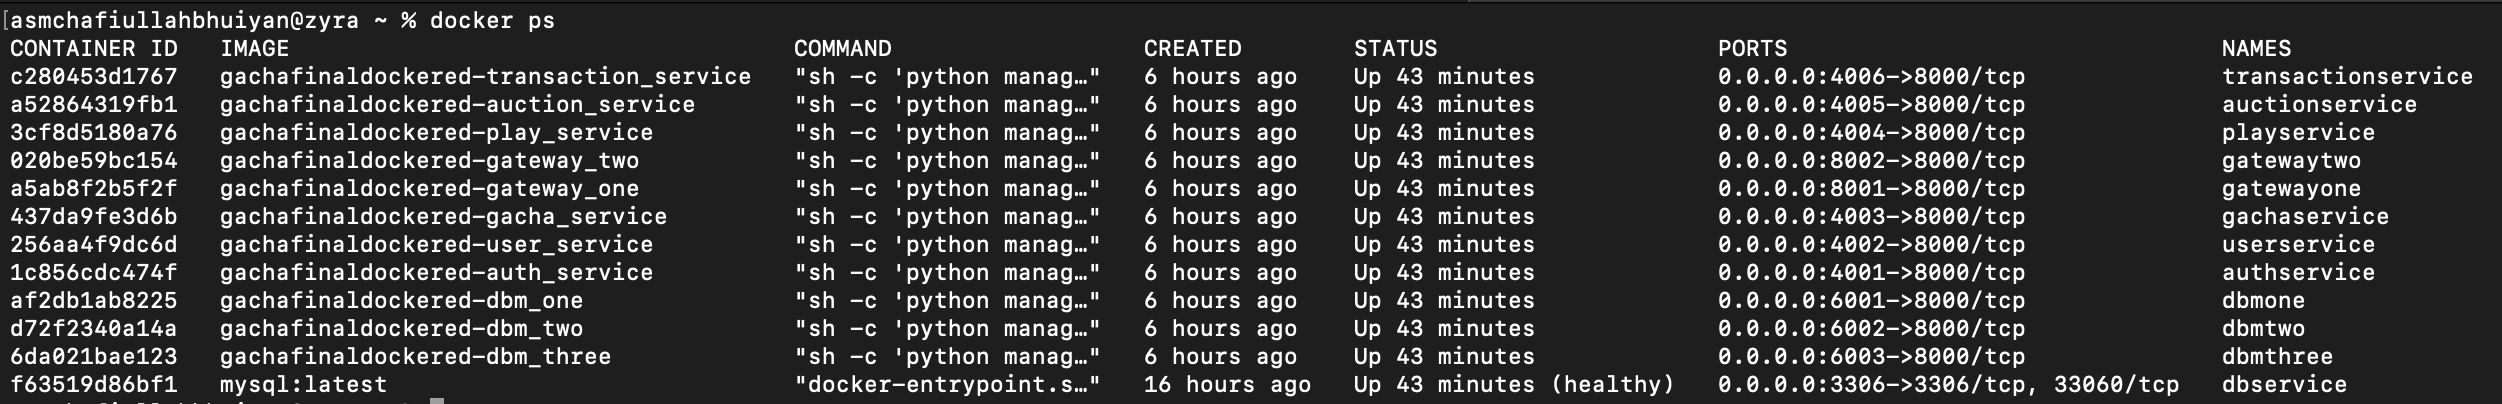 [asmchafiullahbhuiyan@zyra ~ % docker ps
CONTAINER ID   IMAGE                                     COMMAND                  CREATED        STATUS                    PORTS                               NAMES
c280453d1767   gachafinaldockered-transaction_service   "sh -c 'python manag…"   6 hours ago    Up 43 minutes             0.0.0.0:4006->8000/tcp              transactionservice
a52864319fb1   gachafinaldockered-auction_service       "sh -c 'python manag…"   6 hours ago    Up 43 minutes             0.0.0.0:4005->8000/tcp              auctionservice
3cf8d5180a76   gachafinaldockered-play_service          "sh -c 'python manag…"   6 hours ago    Up 43 minutes             0.0.0.0:4004->8000/tcp              playservice
020be59bc154   gachafinaldockered-gateway_two           "sh -c 'python manag…"   6 hours ago    Up 43 minutes             0.0.0.0:8002->8000/tcp              gatewaytwo
a5ab8f2b5f2f   gachafinaldockered-gateway_one           "sh -c 'python manag…"   6 hours ago    Up 43 minutes             0.0.0.0:8001->8000/tcp              gatewayone
437da9fe3d6b   gachafinaldockered-gacha_service         "sh -c 'python manag…"   6 hours ago    Up 43 minutes             0.0.0.0:4003->8000/tcp              gachaservice
256aa4f9dc6d   gachafinaldockered-user_service          "sh -c 'python manag…"   6 hours ago    Up 43 minutes             0.0.0.0:4002->8000/tcp              userservice
1c856cdc474f   gachafinaldockered-auth_service          "sh -c 'python manag…"   6 hours ago    Up 43 minutes             0.0.0.0:4001->8000/tcp              authservice
af2db1ab8225   gachafinaldockered-dbm_one               "sh -c 'python manag…"   6 hours ago    Up 43 minutes             0.0.0.0:6001->8000/tcp              dbmone
d72f2340a14a   gachafinaldockered-dbm_two               "sh -c 'python manag…"   6 hours ago    Up 43 minutes             0.0.0.0:6002->8000/tcp              dbmtwo
6da021bae123   gachafinaldockered-dbm_three             "sh -c 'python manag…"   6 hours ago    Up 43 minutes             0.0.0.0:6003->8000/tcp              dbmthree
f63519d86bf1   mysql:latest                             "docker-entrypoint.s…"   16 hours ago   Up 43 minutes (healthy)   0.0.0.0:3306->3306/tcp, 33060/tcp   dbservice